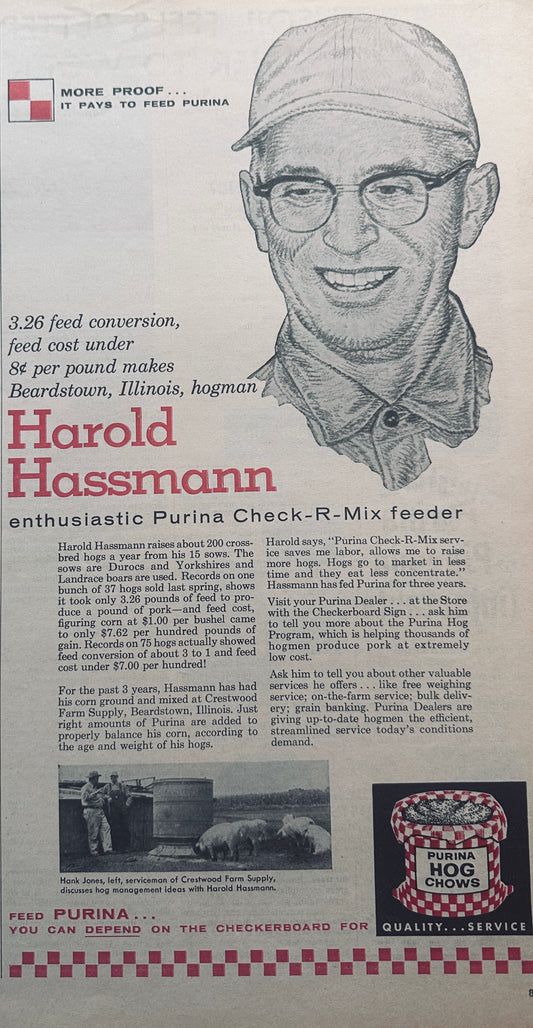 MORE PROOF...
IT PAYS TO FEED PURINA
3.26 feed conversion,
feed cost under
8¢ per pound makes
Beardstown, Illinois, hogman
Harold
Hassmann
enthusiastic Purina Check-R-Mix feeder
Harold Hassmann raises about 200 cross-
bred hogs a year from his 15 sows. The
sows are Durocs and Yorkshires and
Landrace boars are used. Records on one
bunch of 37 hogs sold last spring, shows
it took only 3.26 pounds of feed to pro-
duce a pound of pork—and feed cost,
figuring corn at $1.00 per bushel came
to only $7.62 per hundred pounds of
gain. Records on 75 hogs actually showed
feed conversion of about 3 to 1 and feed
cost under $7.00 per hundred!
For the past 3 years, Hassmann has had
his corn ground and mixed at Crestwood
Farm Supply, Beardstown, Illinois. Just
right amounts of Purina are added to
properly balance his corn, according to
the age and weight of his hogs.
Harold says, "Purina Check-R-Mix serv-
ice saves me labor, allows me to raise
more hogs. Hogs go to market in less
time and they eat less concentrate."
Hassmann has fed Purina for three years.
Visit your Purina Dealer...at the Store
with the Checkerboard Sign...ask him
to tell you more about the Purina Hog
Program, which is helping thousands of
hogmen produce pork at extremely
low cost.
Ask him to tell you about other valuable
services he offers...like free weighing
service; on-the-farm service; bulk deliv-
ery; grain banking. Purina Dealers are
giving up-to-date hogmen the efficient,
streamlined service today's conditions
demand.
Hank Jones, left, serviceman of Crestwood Farm Supply,
discusses hog management ideas with Harold Hassmann.
PURINA
HOG
CHOWS
FEED PURINA...
YOU CAN DEPEND ON THE CHECKERBOARD FOR
QUALITY...SERVICE